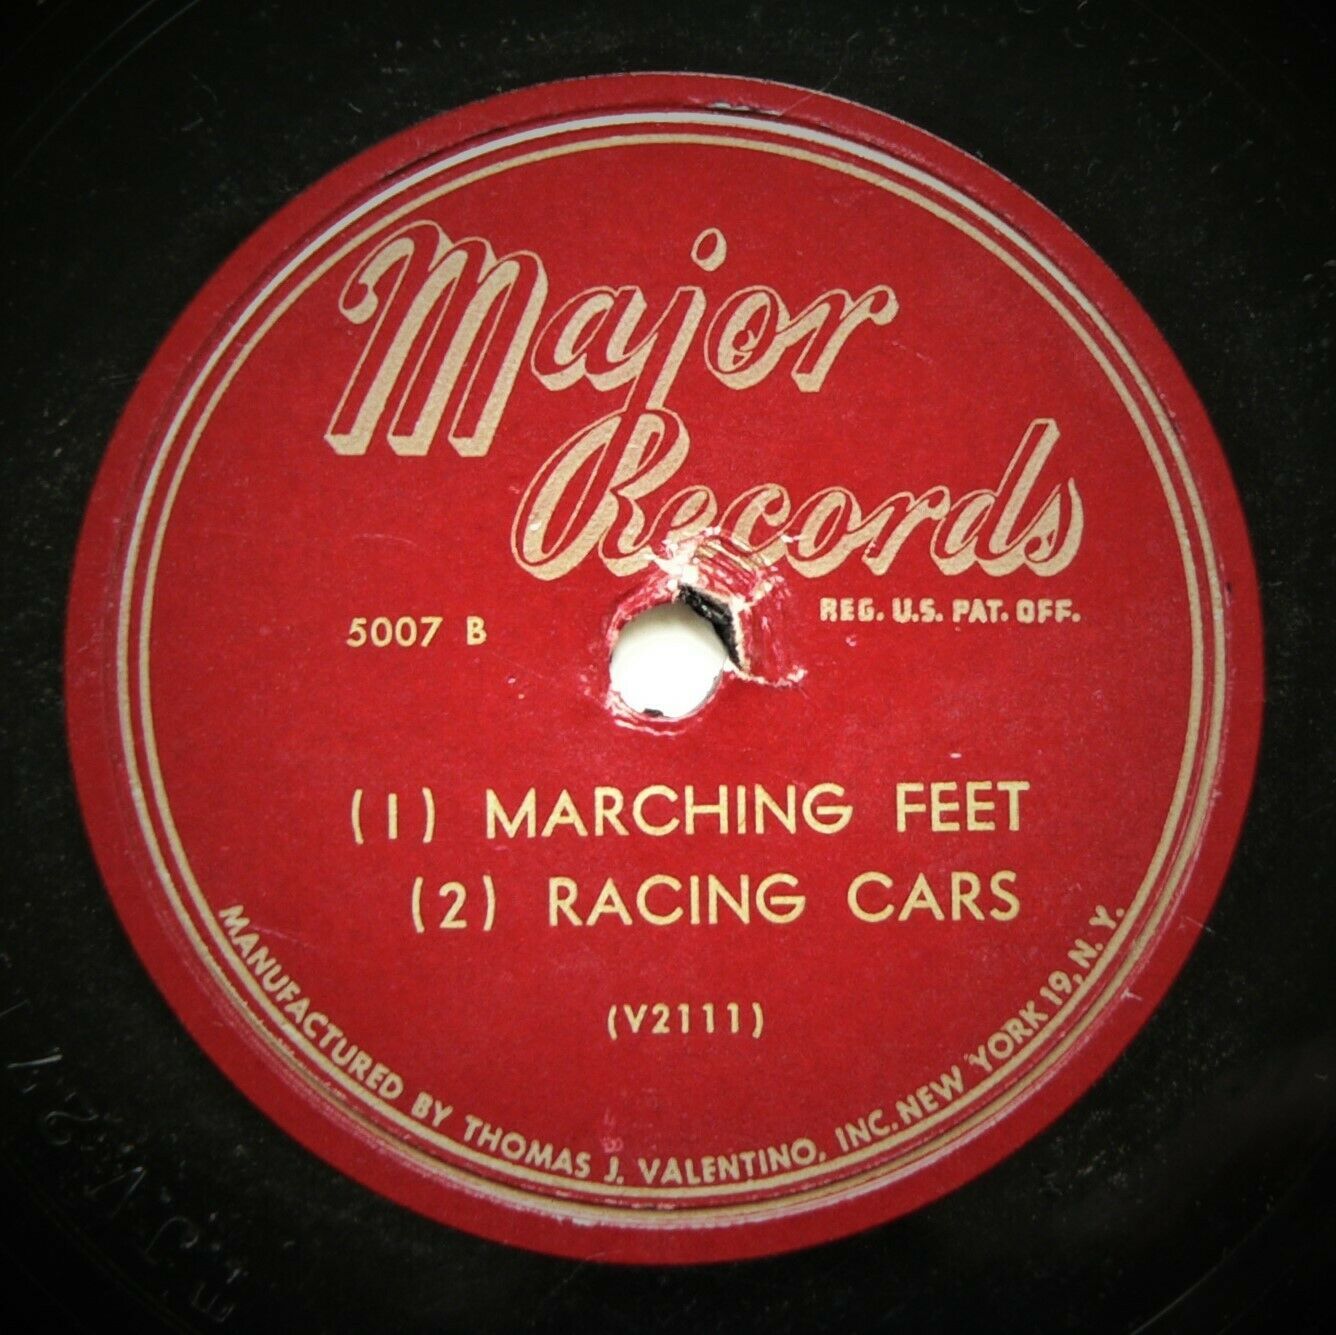 Major
Records
REG. U.S. PAT. OFF.
5007 B
(1) MARCHING FEET
(2) RACING CARS
(V2111)
MANUFACTURED BY THOMAS J. VALENTINO, INC. NEW YORK 19, N. Y.